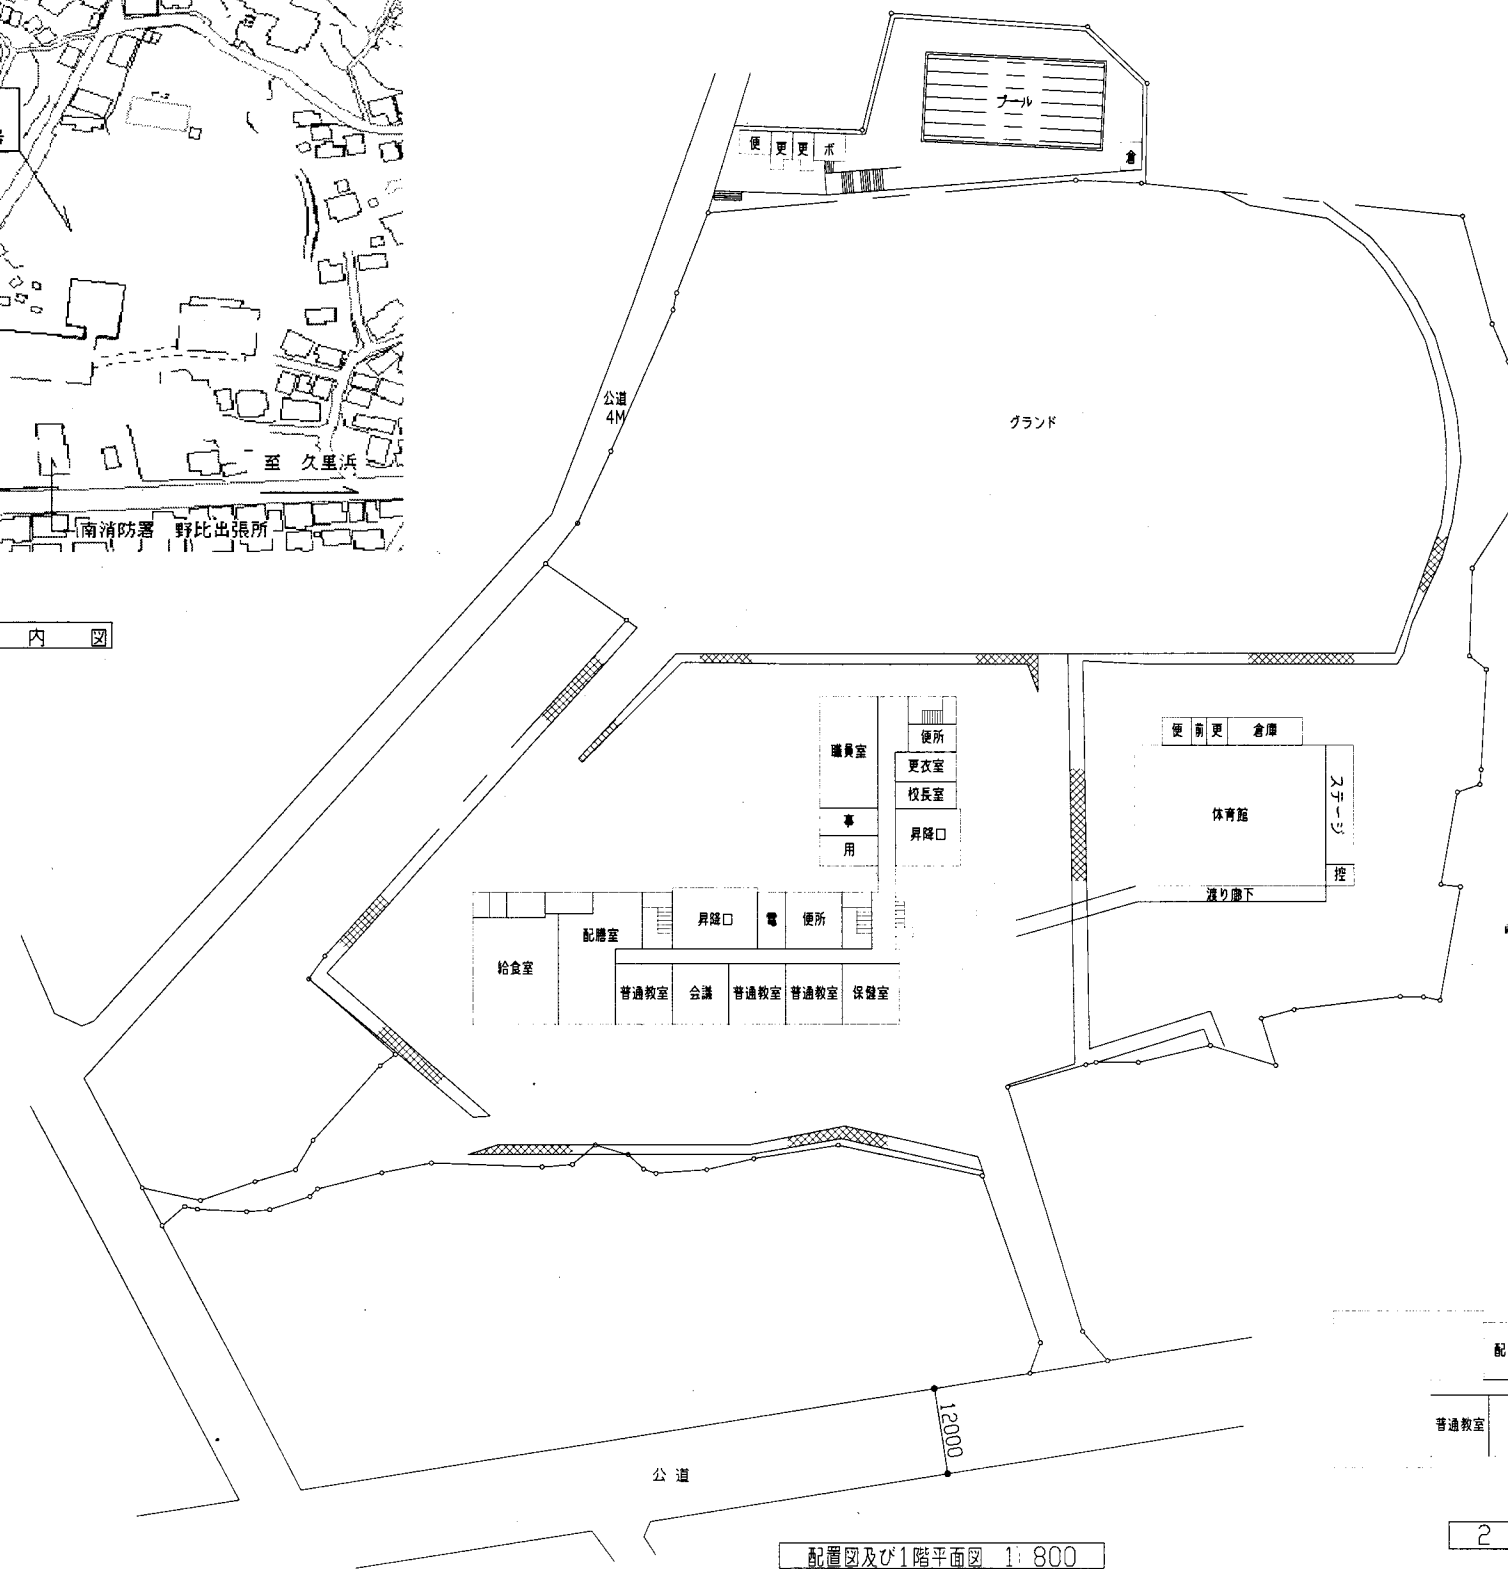 プール
便 更 更 ボ
倉
公道
4M
グランド
至 久里浜
南消防署 野比出張所
内 図
職員室
便所
更衣室
校長室
事
昇降口
用
便 前 更 倉庫
ステージ
体育館
控
渡り廊下
昇降口 電 便所
配膳室
給食室
普通教室 会議 普通教室 普通教室 保健室
配
普通教室
12000
公 道
2
配置図及び1階平面図 1:800